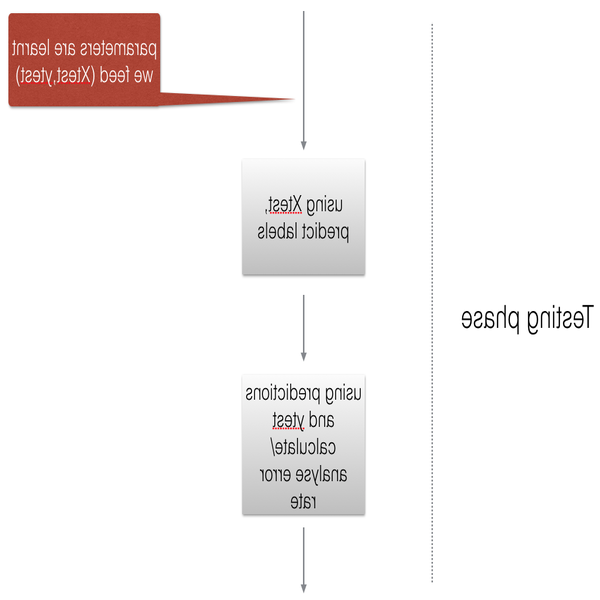 parameters are learnt
we feed (Xtest,ytest)
using Xtest,
predict labels
Testing phase
using predictions
and ytest
calculate/
analyse error
rate